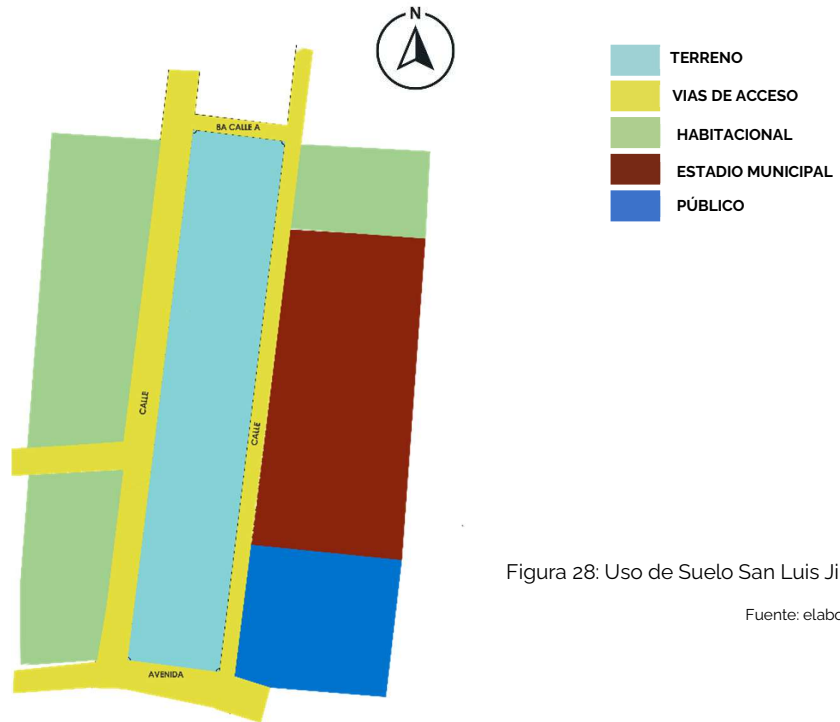 N
TERRENO
VIAS DE ACCESO
HABITACIONAL
ESTADIO MUNICIPAL
PÚBLICO
8A CALLE A
CALLE
CALLE
AVENIDA
Figura 28: Uso de Suelo San Luis Ji
Fuente: elabo